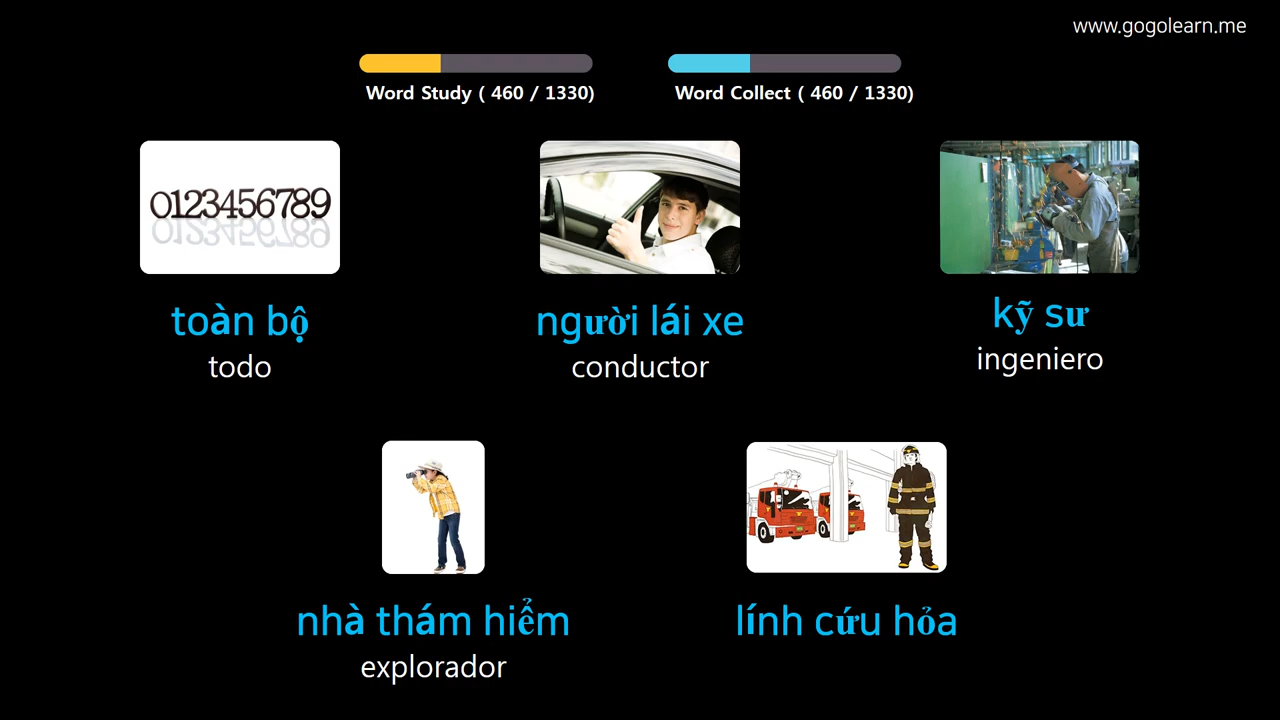 www.gogolearn.me
Word Study ( 460 / 1330)
Word Collect ( 460 / 1330)
0123456789
toàn bộ
todo
người lái xe
conductor
kỹ sư
ingeniero
nhà thám hiểm
explorador
lính cứu hỏa